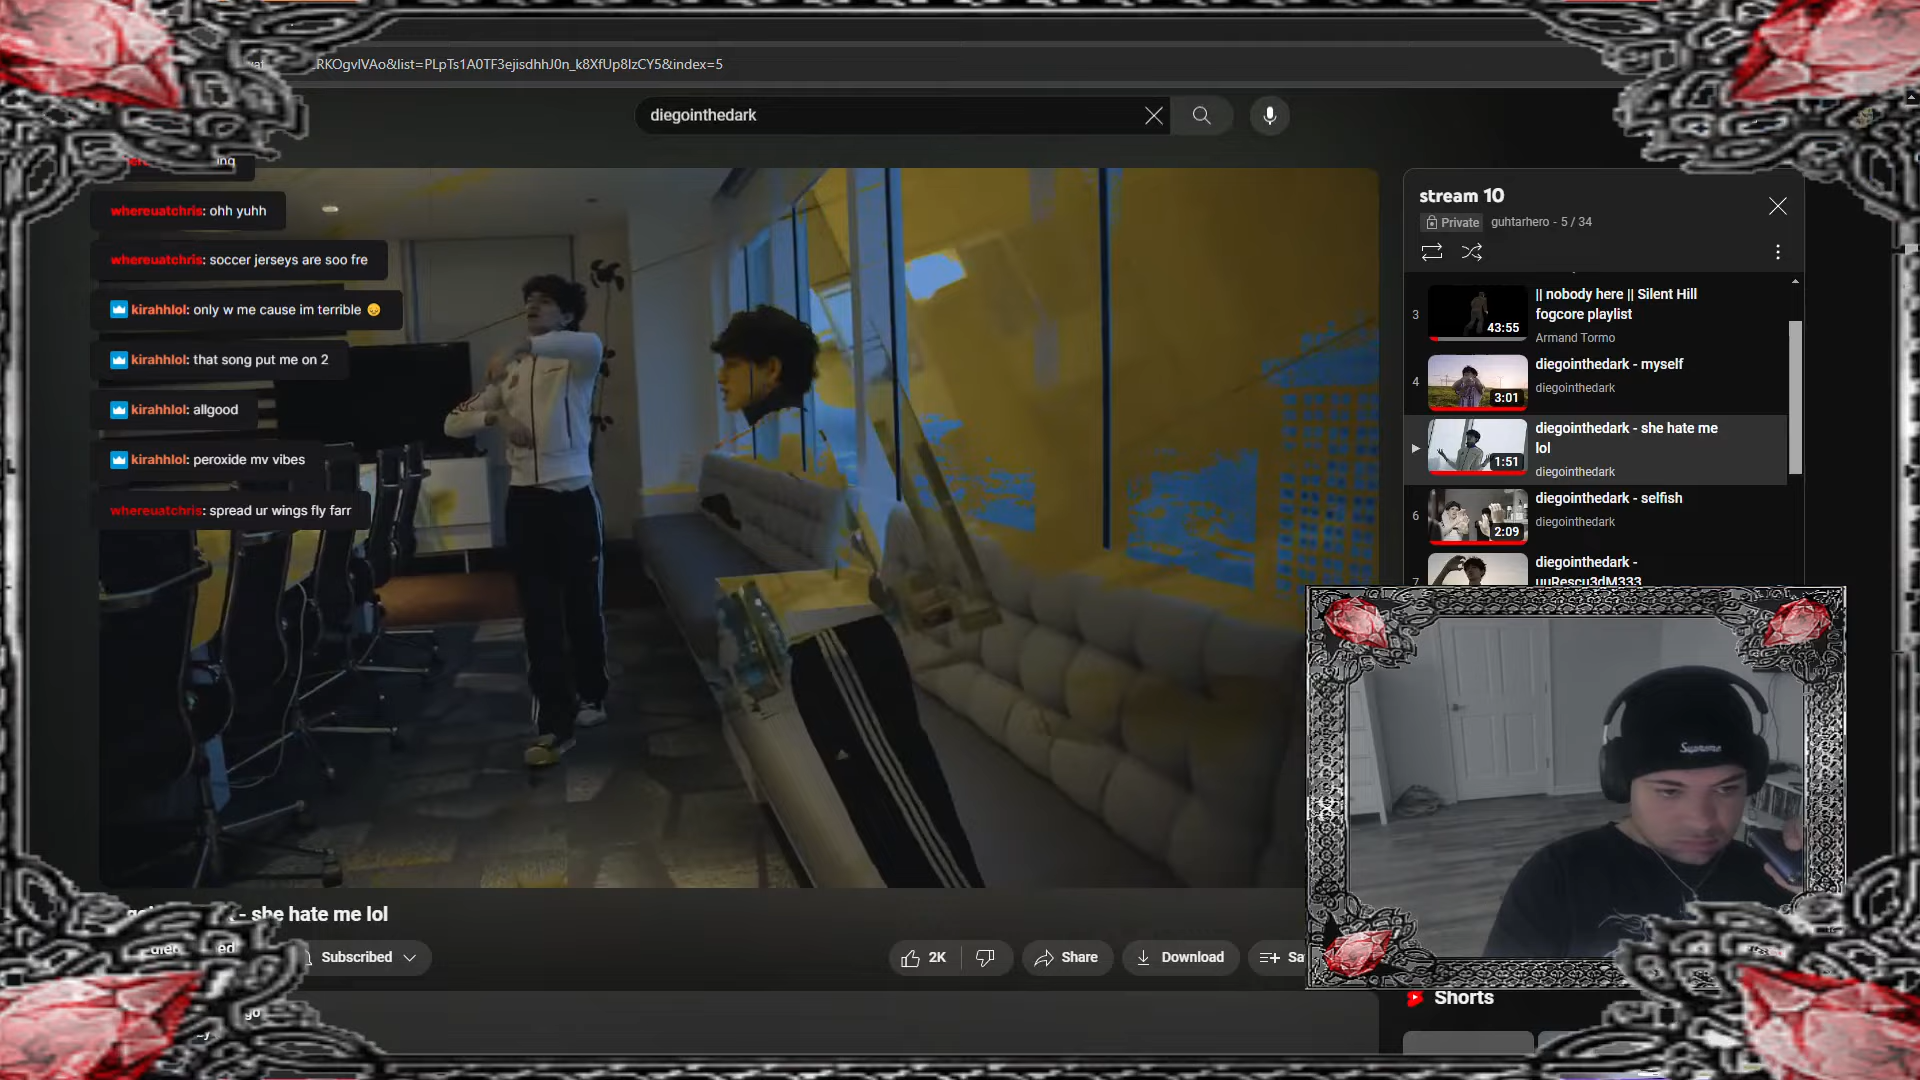 RKOgvlVAo&list=PLpTs1A0TF3ejisdhhJ0n_k8XfUp8lzCY5&index=5
diegointhedark
whereuatchris: ohh yuhh
whereuatchris: soccer jerseys are soo fre
kirahhlol: only w me cause im terrible 😞
kirahhlol: that song put me on 2
kirahhlol: allgood
kirahhlol: peroxide mv vibes
whereuatchris: spread ur wings fly farr
stream 10
Private guhtarhero - 5 / 34
3
|| nobody here || Silent Hill
fogcore playlist
Armand Tormo
43:55
4
diegointhedark - myself
diegointhedark
3:01
diegointhedark - she hate me
lol
diegointhedark
1:51
6
diegointhedark - selfish
diegointhedark
2:09
7
diegointhedark -
uuRescu3dM333
Supreme
- she hate me lol
Subscribed
2K
Share
Download
Sa
Shorts